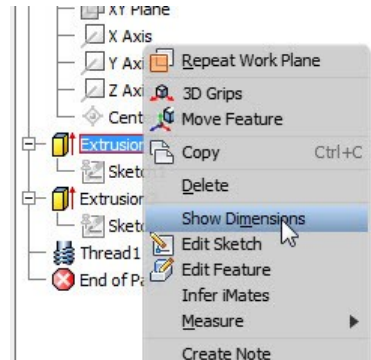 XY Plane
X Axis
Y Axi
Z Axi
Cent
Extrusion
Sketch
Extrusion
Sketc
Thread1
End of Pa
Repeat Work Plane
3D Grips
Move Feature
Copy Ctrl+C
Delete
Show Dimensions
Edit Sketch
Edit Feature
Infer iMates
Measure
Create Note